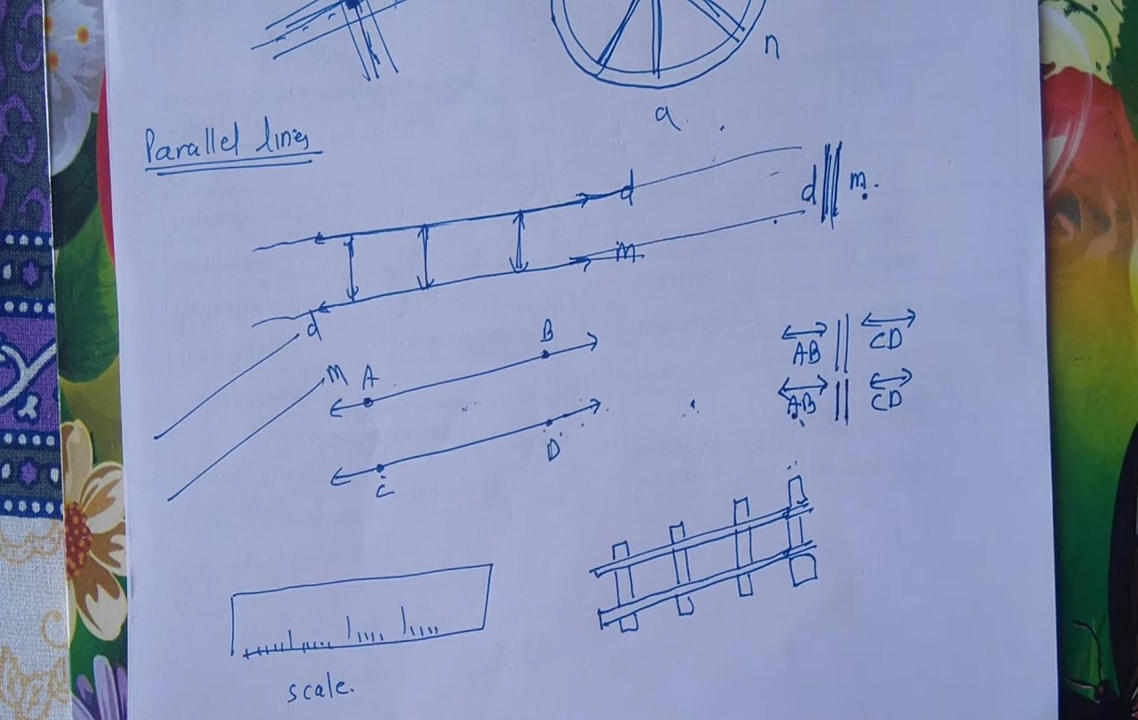 n
a
Parallel lines
d
d || m.
m
d
m
A
B
AB || CD
AB || CD
C
D
scale.